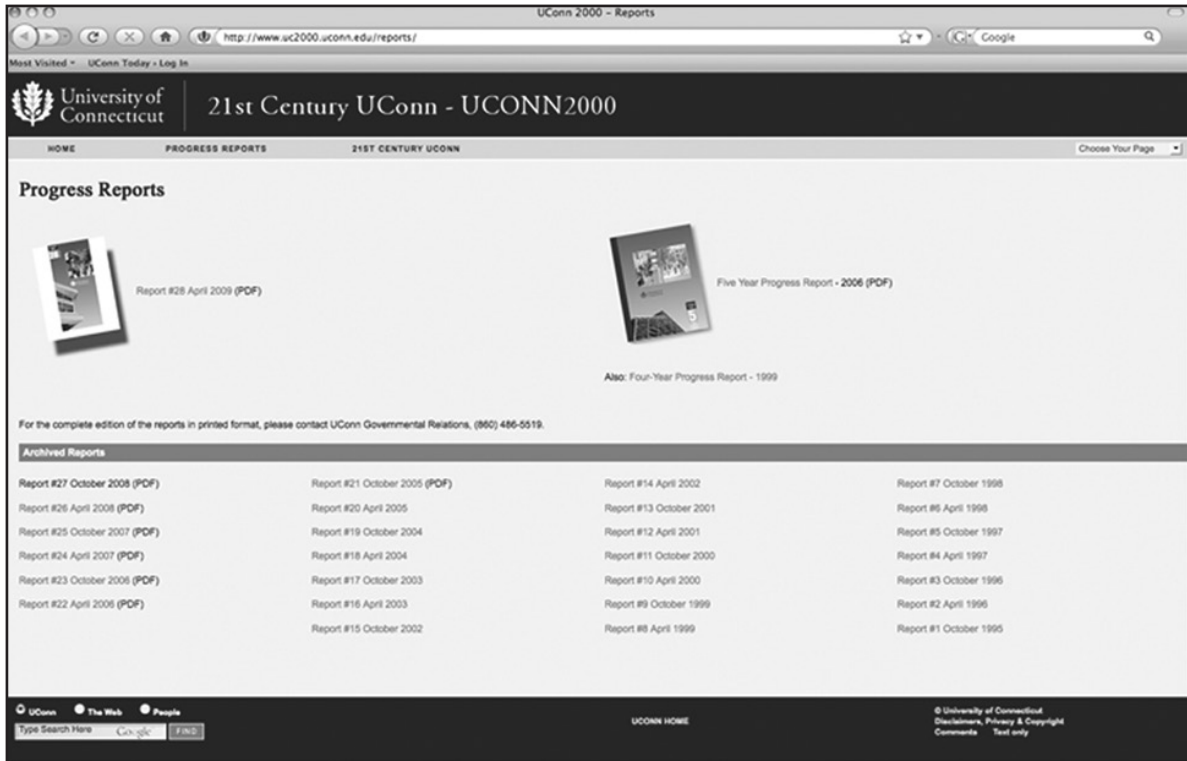 UConn 2000 – Reports
http://www.uc2000.uconn.edu/reports/
Google
Most Visited UConn Today - Log In
University of
Connecticut
21st Century UConn - UCONN2000
HOME PROGRESS REPORTS 21ST CENTURY UCONN Choose Your Page
Progress Reports
Report #28 April 2009 (PDF)
5
Five Year Progress Report - 2006 (PDF)
Also: Four-Year Progress Report - 1999
For the complete edition of the reports in printed format, please contact UConn Governmental Relations, (860) 486-5519.
Archived Reports
Report #27 October 2008 (PDF)
Report #26 April 2008 (PDF)
Report #25 October 2007 (PDF)
Report #24 April 2007 (PDF)
Report #23 October 2006 (PDF)
Report #22 April 2006 (PDF)
Report #21 October 2005 (PDF)
Report #20 April 2005
Report #19 October 2004
Report #18 April 2004
Report #17 October 2003
Report #16 April 2003
Report #15 October 2002
Report #14 April 2002
Report #13 October 2001
Report #12 April 2001
Report #11 October 2000
Report #10 April 2000
Report #9 October 1999
Report #8 April 1999
Report #7 October 1998
Report #6 April 1998
Report #5 October 1997
Report #4 April 1997
Report #3 October 1996
Report #2 April 1996
Report #1 October 1995
UConn The Web People
Type Search Here Google FIND
UCONN HOME
© University of Connecticut
Disclaimers, Privacy & Copyright
Comments Text only